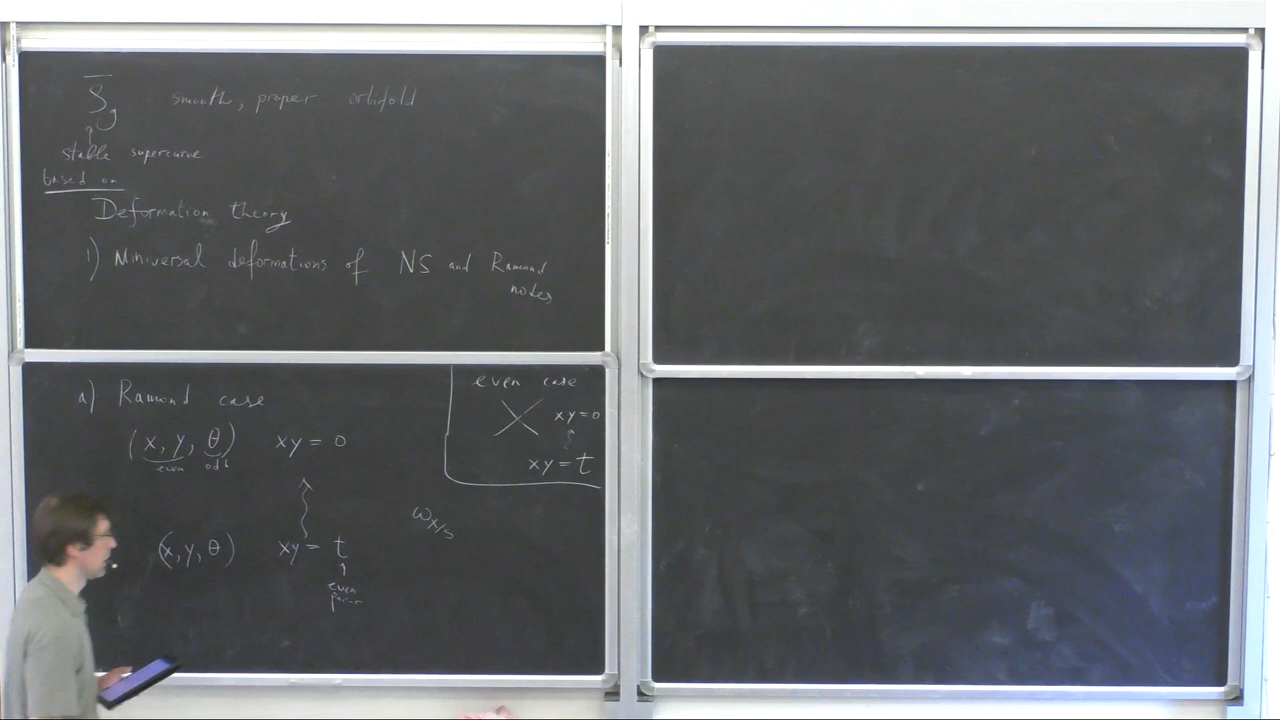 S̄_g smooth, proper orbifold
↑
stable supercurve
based on
Deformation theory
1) Miniversal deformations of NS and Ramond
nodes
a) Ramond case
(x, y, θ) xy = 0
even odd
(x, y, θ) xy = t
↑
even
ω_{X/S}
even case
xy = 0
xy = t